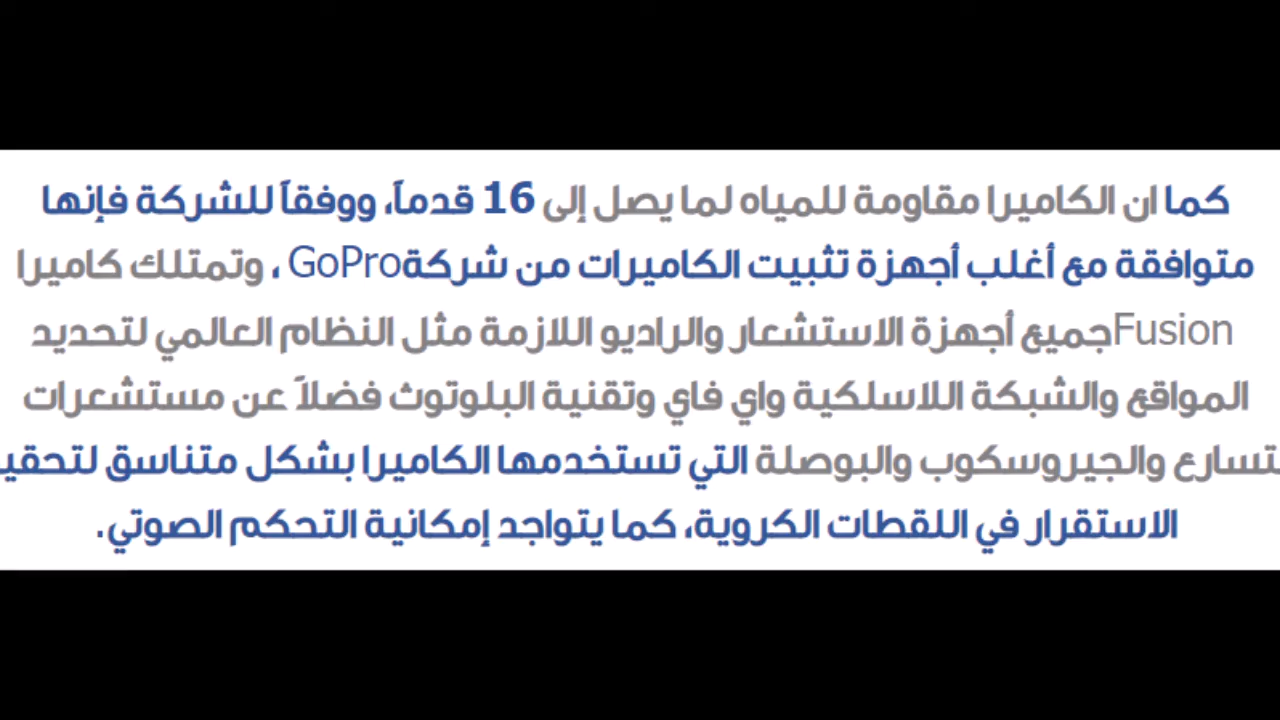 كما ان الكاميرا مقاومة للمياه لما يصل إلى 16 قدماً، ووفقاً للشركة فإنها
متوافقة مع أغلب أجهزة تثبيت الكاميرات من شركةGoPro ، وتمتلك كاميرا
Fusionجميع أجهزة الاستشعار والراديو اللازمة مثل النظام العالمي لتحديد
المواقع والشبكة اللاسلكية واي فاي وتقنية البلوتوث فضلاً عن مستشعرات
والجيروسكوب والبوصلة التي تستخدمها الكاميرا بشكل متناسق
الاستقرار في اللقطات الكروية، كما يتواجد إمكانية التحكم الصوتي.